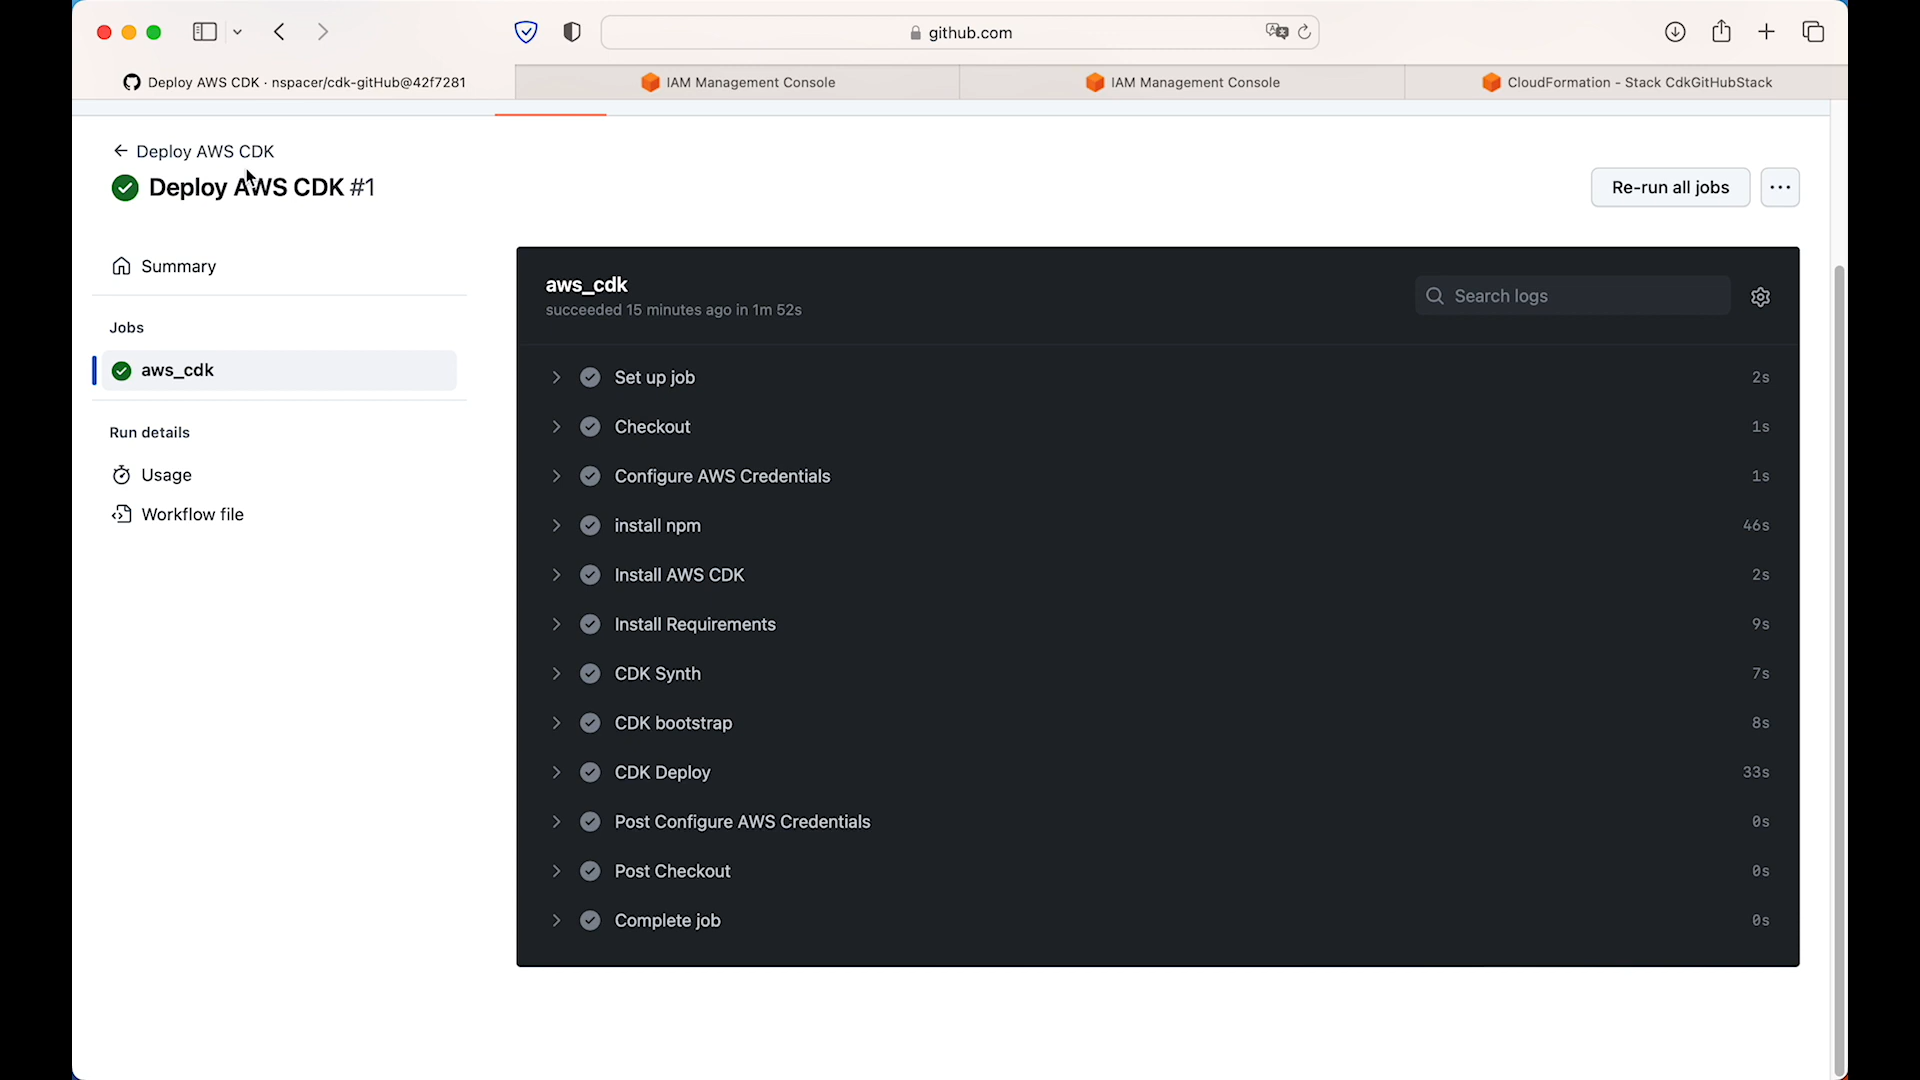 github.com
Deploy AWS CDK · nspacer/cdk-gitHub@42f7281
IAM Management Console
IAM Management Console
CloudFormation - Stack CdkGitHubStack
Deploy AWS CDK
Deploy AWS CDK #1
Re-run all jobs
Summary
Jobs
aws_cdk
Run details
Usage
Workflow file
aws_cdk
succeeded 15 minutes ago in 1m 52s
Search logs
Set up job 2s
Checkout 1s
Configure AWS Credentials 1s
install npm 46s
Install AWS CDK 2s
Install Requirements 9s
CDK Synth 7s
CDK bootstrap 8s
CDK Deploy 33s
Post Configure AWS Credentials 0s
Post Checkout 0s
Complete job 0s